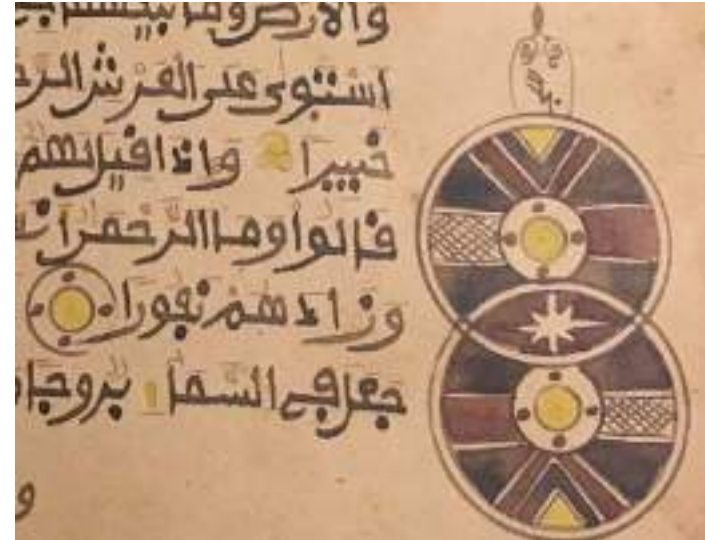 والارض وما بينهما
استوى على العرش
خبيرا واذا قيل لهم
قالوا وما الرحمن
وزادهم نفورا
جعل في السماء بروجا
و